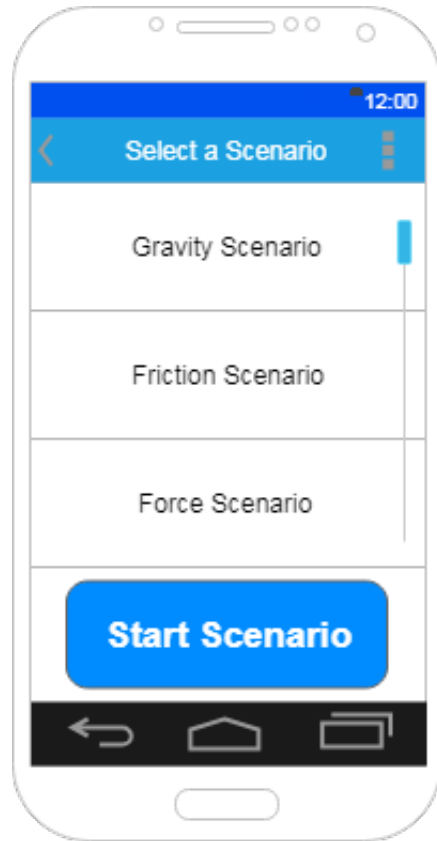 12:00
Select a Scenario
Gravity Scenario
Friction Scenario
Force Scenario
Start Scenario